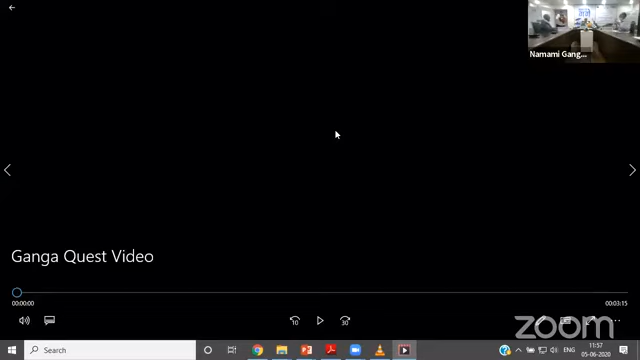 Namami Gang...
Ganga Quest Video
00:00:00
00:03:15
10
30
zoom
Search
ENG
11:57
05-06-2020